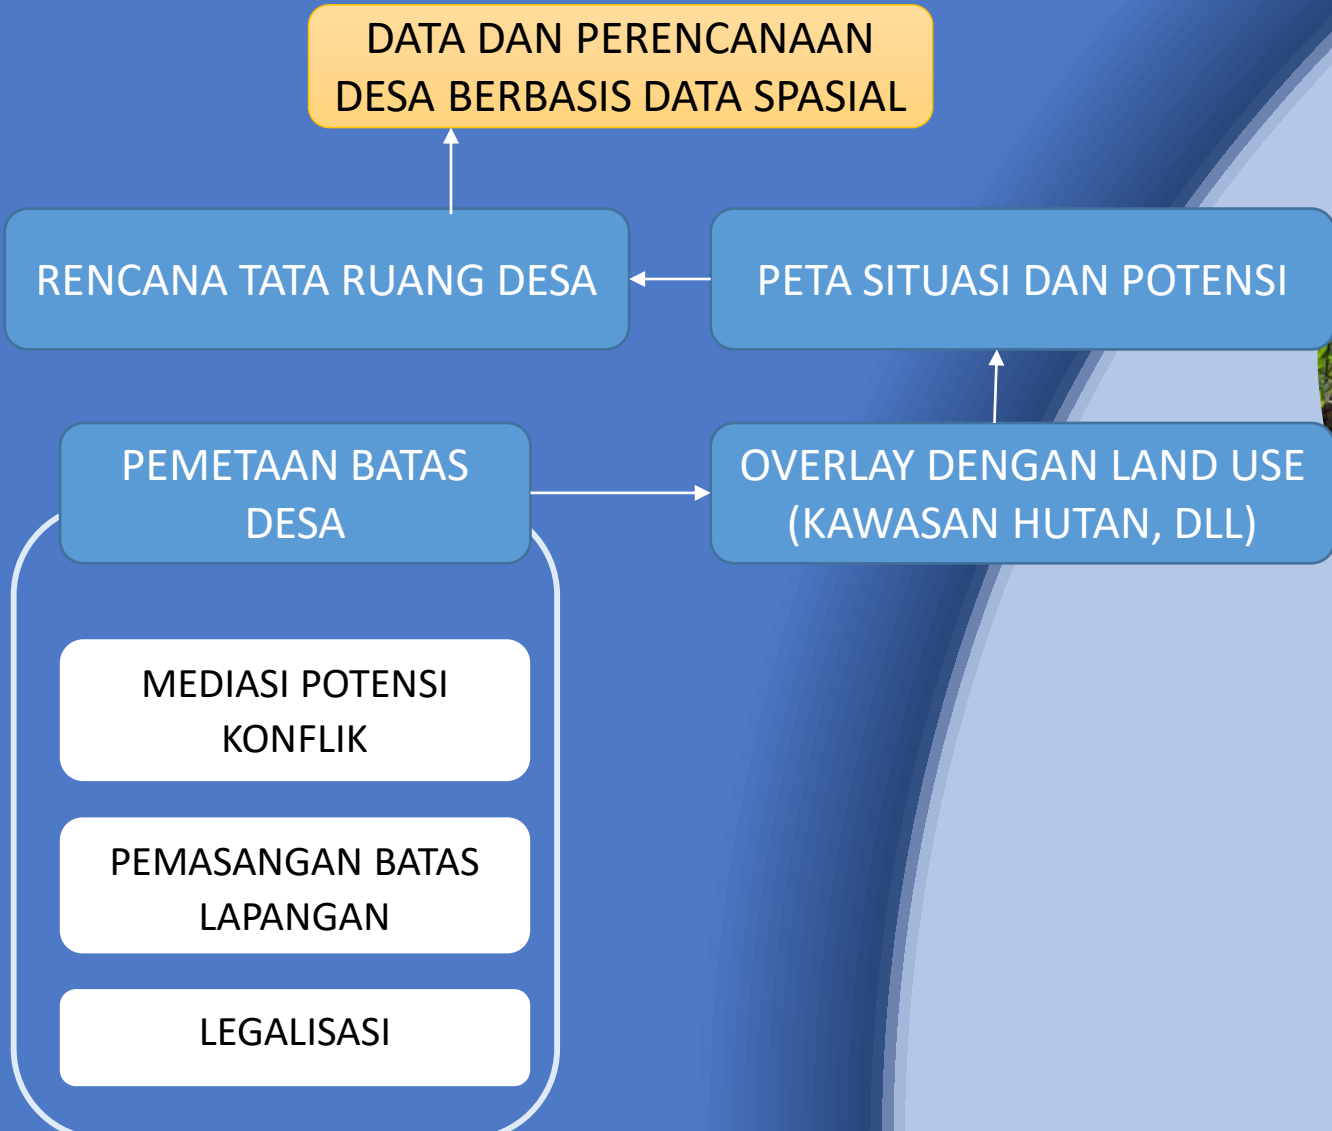 DATA DAN PERENCANAAN
DESA BERBASIS DATA SPASIAL
RENCANA TATA RUANG DESA
PETA SITUASI DAN POTENSI
PEMETAAN BATAS
DESA
OVERLAY DENGAN LAND USE
(KAWASAN HUTAN, DLL)
MEDIASI POTENSI
KONFLIK
PEMASANGAN BATAS
LAPANGAN
LEGALISASI